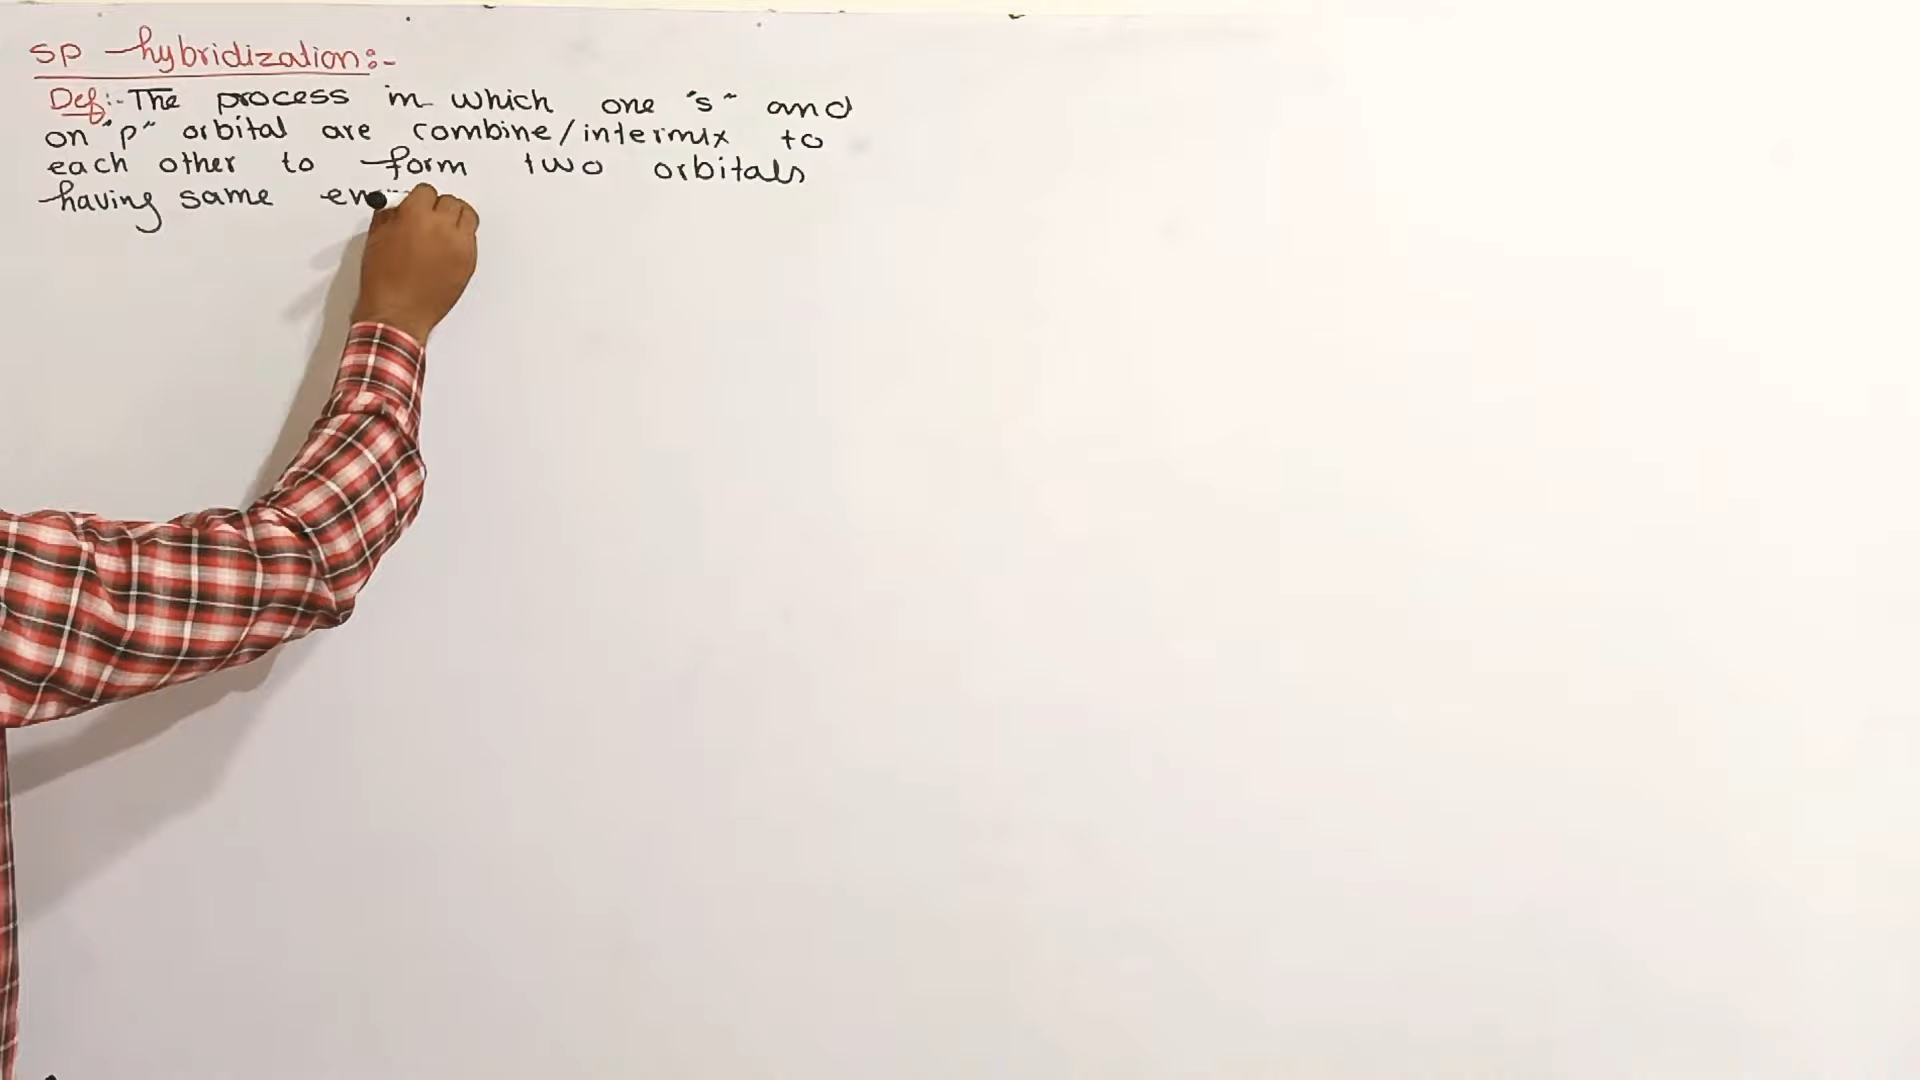 sp hybridization:-
Def:- The process in which one "s" and
on "p" orbital are combine/intermix to
each other to form two orbitals
having same en